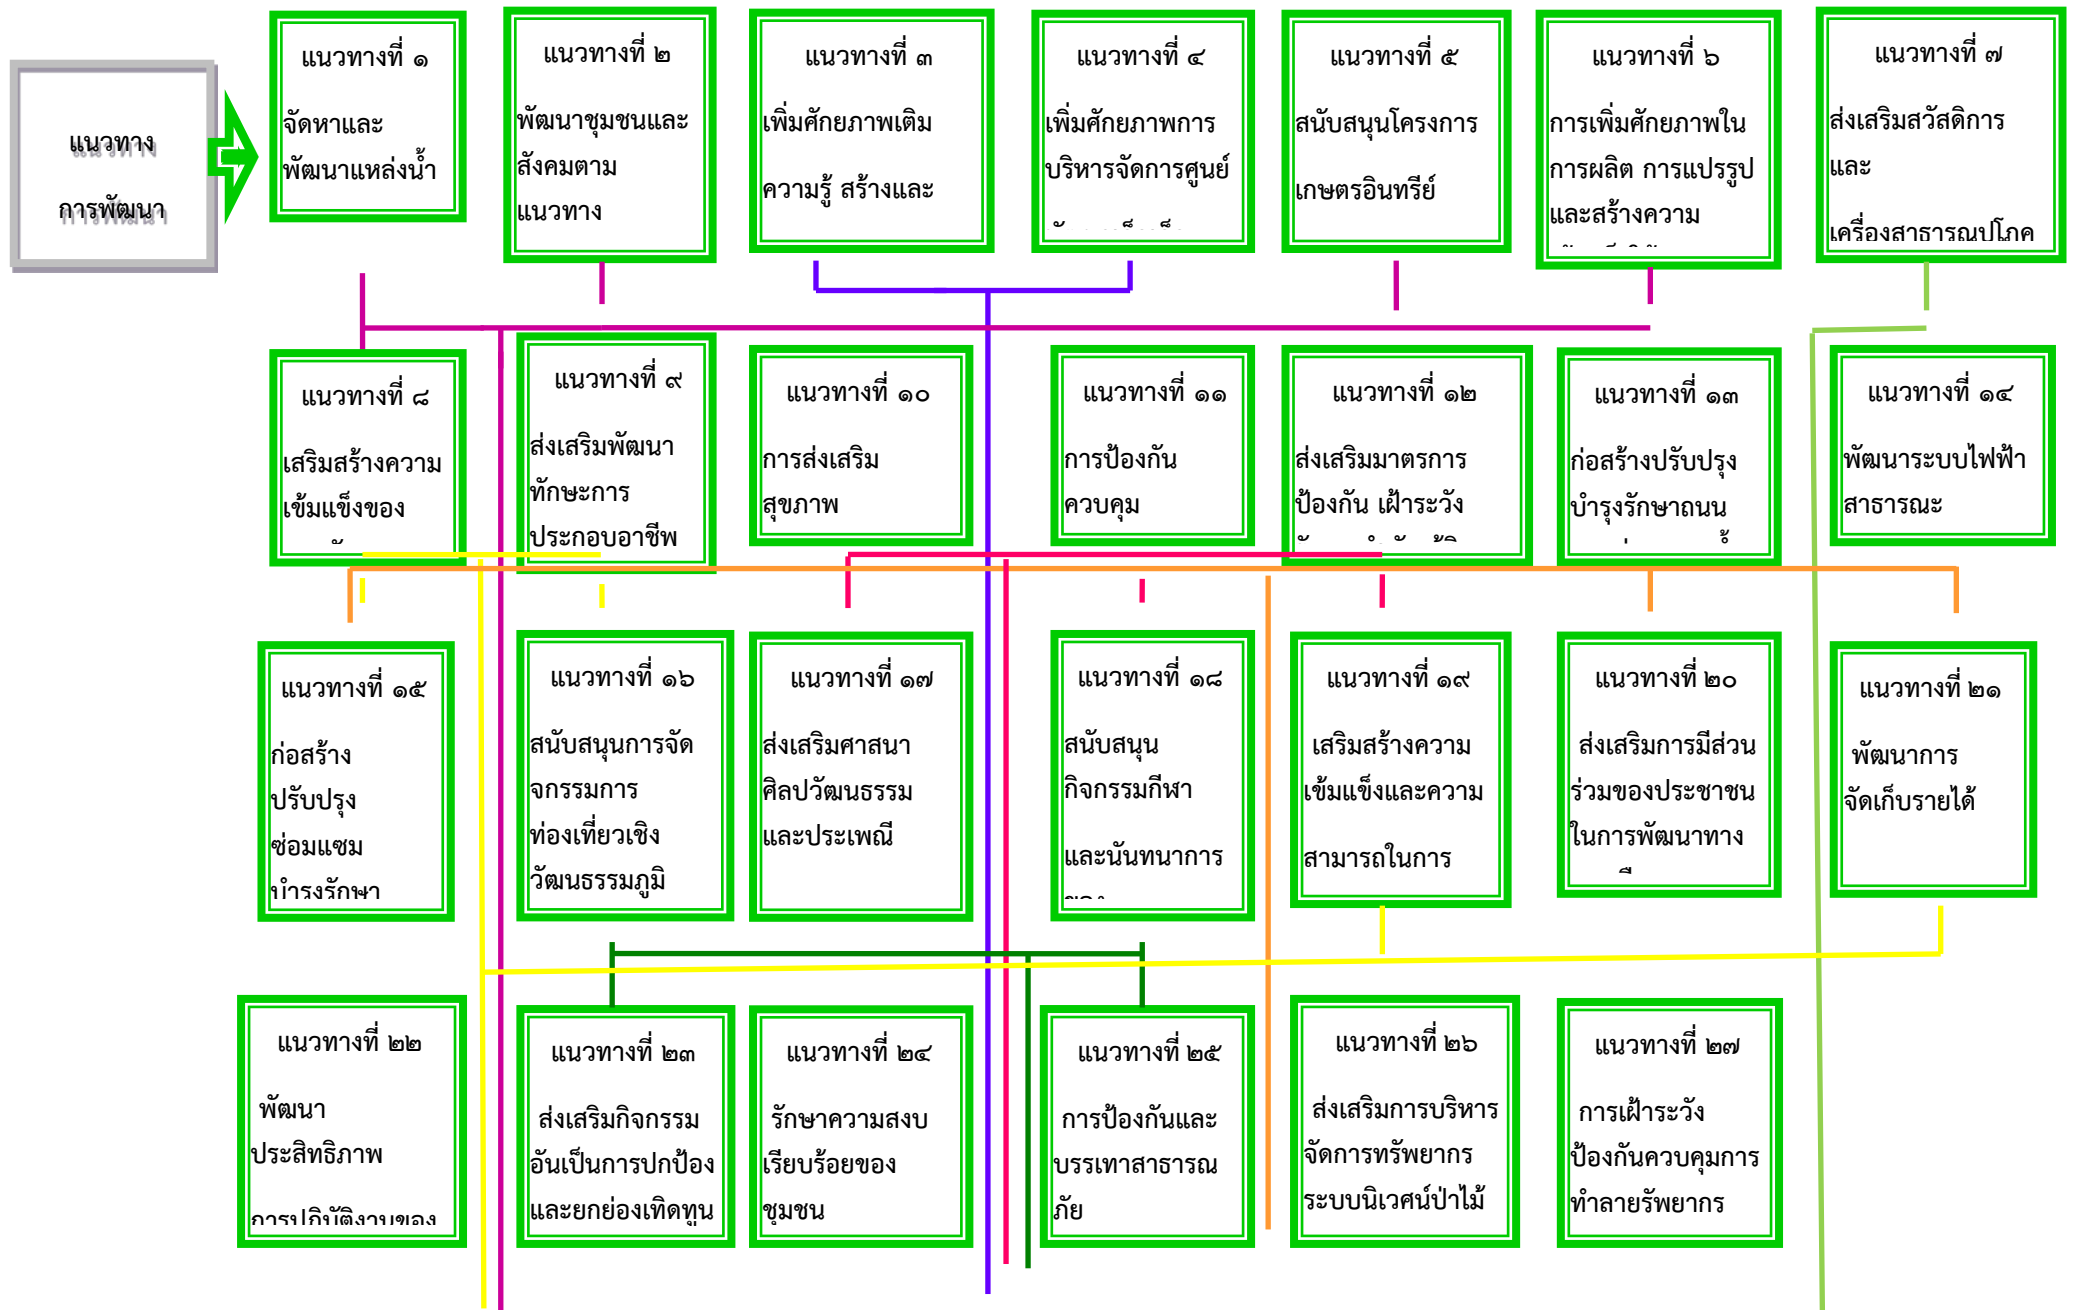 แนวทาง
การพัฒนา
แนวทางที่ ๑
จัดหาและ
พัฒนาแหล่งน้ำ
แนวทางที่ ๒
พัฒนาชุมชนและ
สังคมตาม
แนวทาง
แนวทางที่ ๓
เพิ่มศักยภาพเติม
ความรู้ สร้างและ
แนวทางที่ ๔
เพิ่มศักยภาพการ
บริหารจัดการศูนย์
แนวทางที่ ๕
สนับสนุนโครงการ
เกษตรอินทรีย์
แนวทางที่ ๖
การเพิ่มศักยภาพใน
การผลิต การแปรรูป
และสร้างความ
แนวทางที่ ๗
ส่งเสริมสวัสดิการ
และ
เครื่องสาธารณูปโภค
แนวทางที่ ๘
เสริมสร้างความ
เข้มแข็งของ
แนวทางที่ ๙
ส่งเสริมพัฒนา
ทักษะการ
ประกอบอาชีพ
แนวทางที่ ๑๐
การส่งเสริม
สุขภาพ
แนวทางที่ ๑๑
การป้องกัน
ควบคุม
แนวทางที่ ๑๒
ส่งเสริมมาตรการ
ป้องกัน เฝ้าระวัง
แนวทางที่ ๑๓
ก่อสร้างปรับปรุง
บำรุงรักษาถนน
แนวทางที่ ๑๔
พัฒนาระบบไฟฟ้า
สาธารณะ
แนวทางที่ ๑๕
ก่อสร้าง
ปรับปรุง
ซ่อมแซม
บำรุงรักษา
แนวทางที่ ๑๖
สนับสนุนการจัด
จกรรมการ
ท่องเที่ยวเชิง
วัฒนธรรมภูมิ
แนวทางที่ ๑๗
ส่งเสริมศาสนา
ศิลปวัฒนธรรม
และประเพณี
แนวทางที่ ๑๘
สนับสนุน
กิจกรรมกีฬา
และนันทนาการ
แนวทางที่ ๑๙
เสริมสร้างความ
เข้มแข็งและความ
สามารถในการ
แนวทางที่ ๒๐
ส่งเสริมการมีส่วน
ร่วมของประชาชน
ในการพัฒนาทาง
แนวทางที่ ๒๑
พัฒนาการ
จัดเก็บรายได้
แนวทางที่ ๒๒
พัฒนา
ประสิทธิภาพ
การปฏิบัติงานของ
แนวทางที่ ๒๓
ส่งเสริมกิจกรรม
อันเป็นการปกป้อง
และยกย่องเทิดทูน
แนวทางที่ ๒๔
รักษาความสงบ
เรียบร้อยของ
ชุมชน
แนวทางที่ ๒๕
การป้องกันและ
บรรเทาสาธารณ
ภัย
แนวทางที่ ๒๖
ส่งเสริมการบริหาร
จัดการทรัพยากร
ระบบนิเวศน์ป่าไม้
แนวทางที่ ๒๗
การเฝ้าระวัง
ป้องกันควบคุมการ
ทำลายรัพยากร